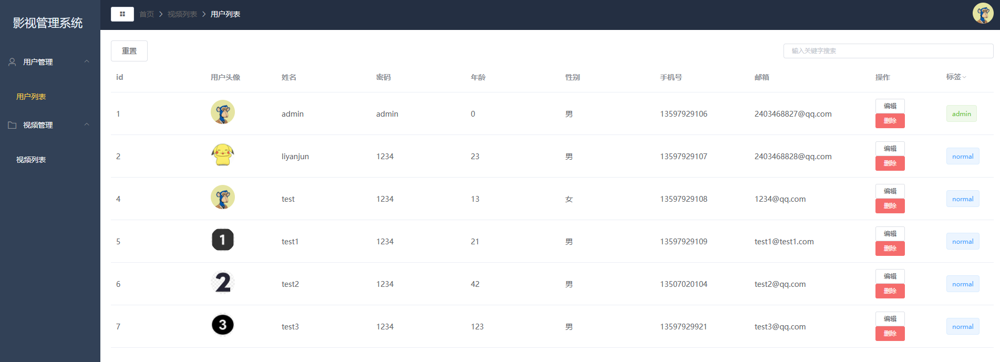 影视管理系统
用户管理
用户列表
视频管理
视频列表
首页 > 视频列表 > 用户列表
重置
输入关键字搜索
id 用户头像 姓名 密码 年龄 性别 手机号 邮箱 操作 标签
1 admin admin 0 男 13597929106 2403468827@qq.com 编辑 删除 admin
2 liyanjun 1234 23 男 13597929107 2403468828@qq.com 编辑 删除 normal
4 test 1234 13 女 13597929108 1234@qq.com 编辑 删除 normal
5 1 test1 1234 21 男 13597929109 test1@test1.com 编辑 删除 normal
6 2 test2 1234 42 男 13507020104 test2@qq.com 编辑 删除 normal
7 3 test3 1234 123 男 13597929921 test3@qq.com 编辑 删除 normal